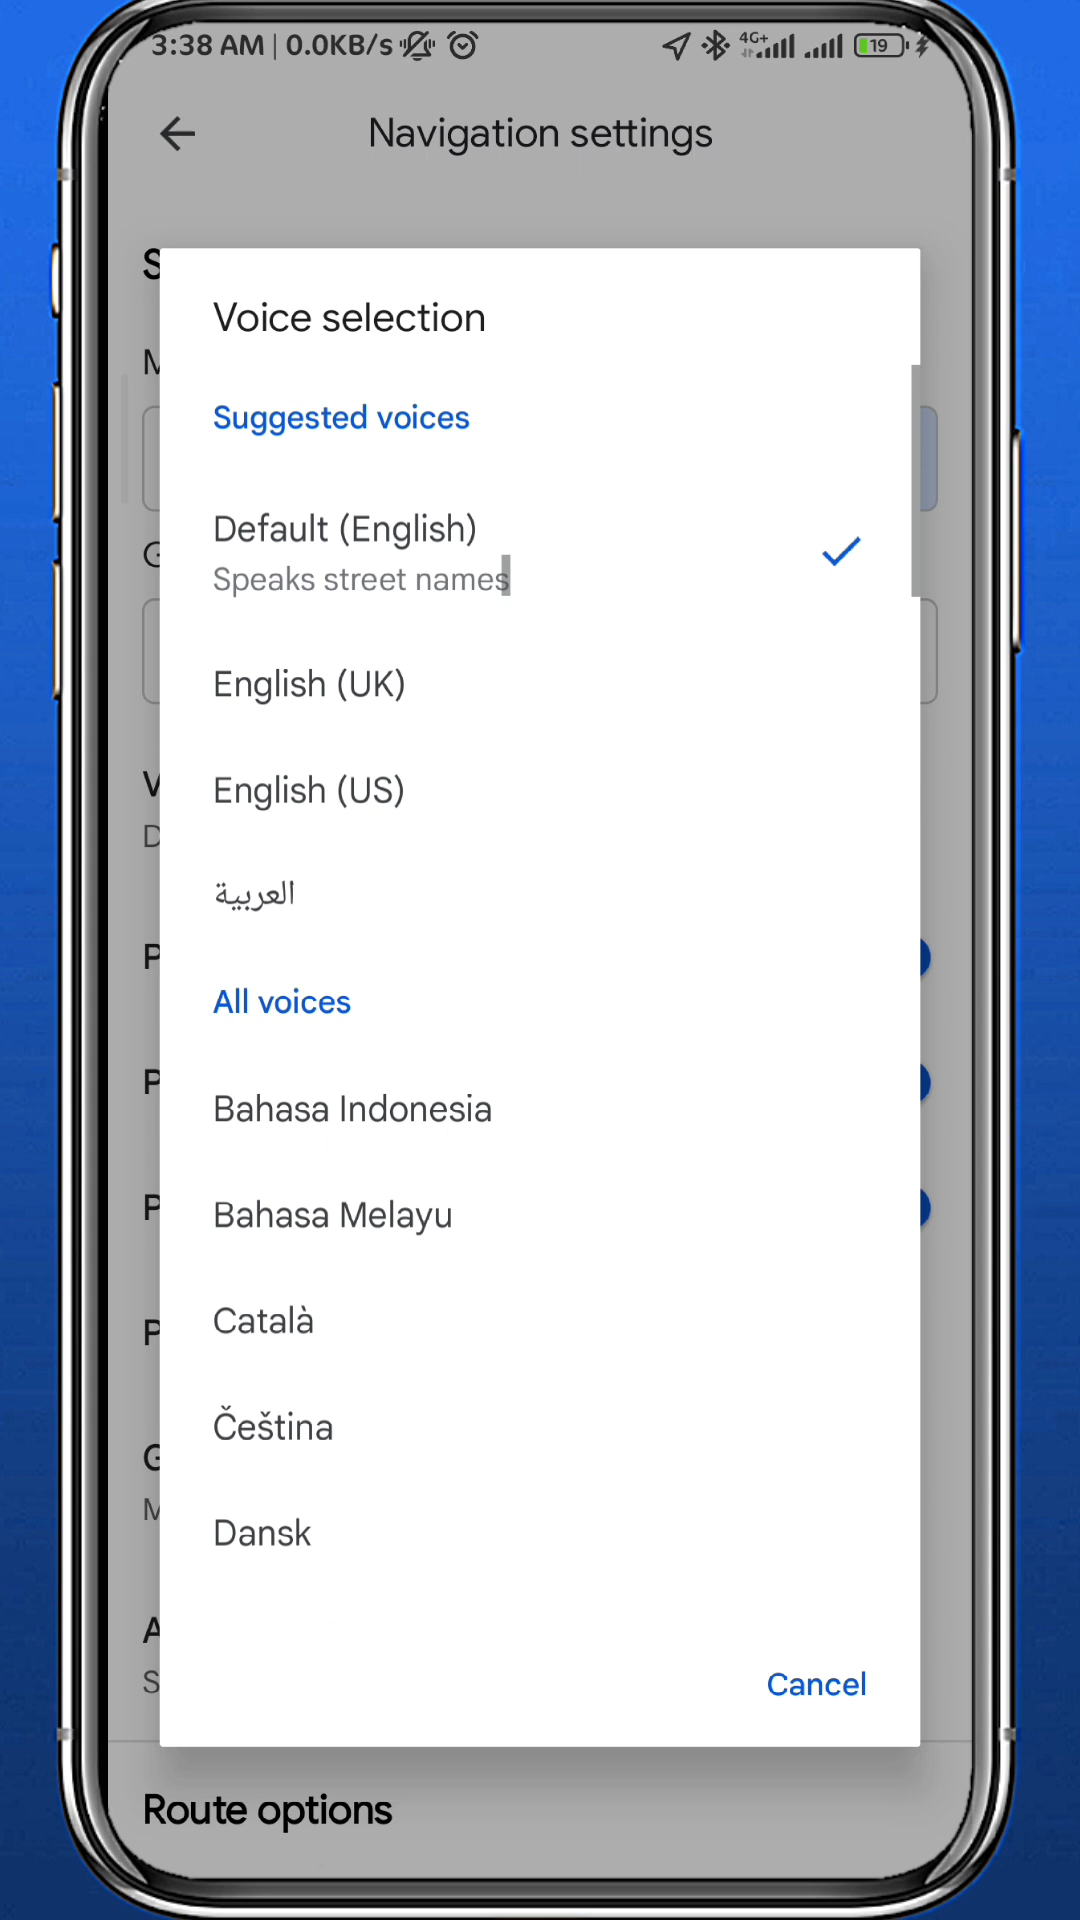 3:38 AM | 0.0KB/s
4G+
19
Navigation settings
Voice selection
Suggested voices
Default (English)
Speaks street names
English (UK)
English (US)
العربية
All voices
Bahasa Indonesia
Bahasa Melayu
Català
Čeština
Dansk
Cancel
Route options